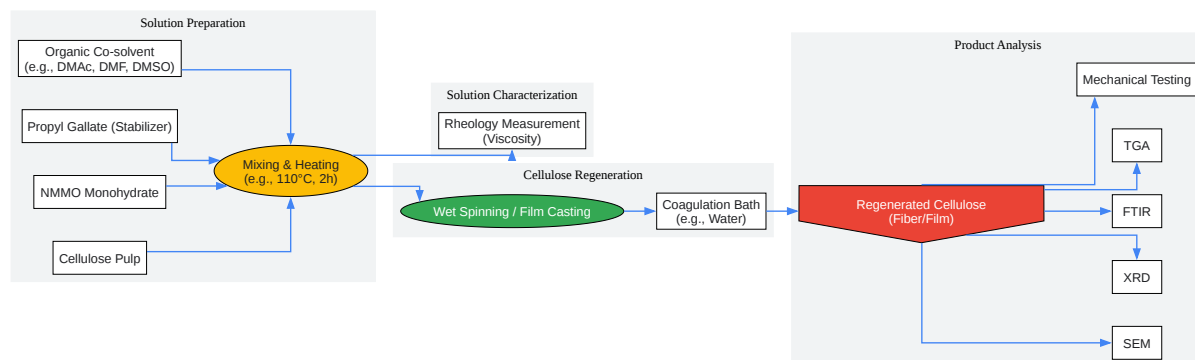 Solution Preparation
Organic Co-solvent
(e.g., DMAc, DMF, DMSO)
Propyl Gallate (Stabilizer)
NMMO Monohydrate
Cellulose Pulp
Mixing & Heating
(e.g., 110°C, 2h)
Solution Characterization
Rheology Measurement
(Viscosity)
Cellulose Regeneration
Wet Spinning / Film Casting
Coagulation Bath
(e.g., Water)
Product Analysis
Regenerated Cellulose
(Fiber/Film)
Mechanical Testing
TGA
FTIR
XRD
SEM